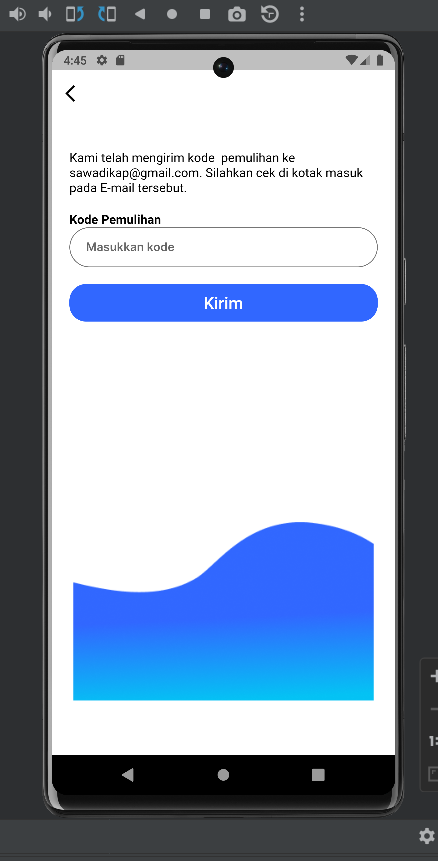 4:45
Kami telah mengirim kode  pemulihan ke
sawadikap@gmail.com. Silahkan cek di kotak masuk
pada E-mail tersebut.
Kode Pemulihan
Masukkan kode
Kirim
1: